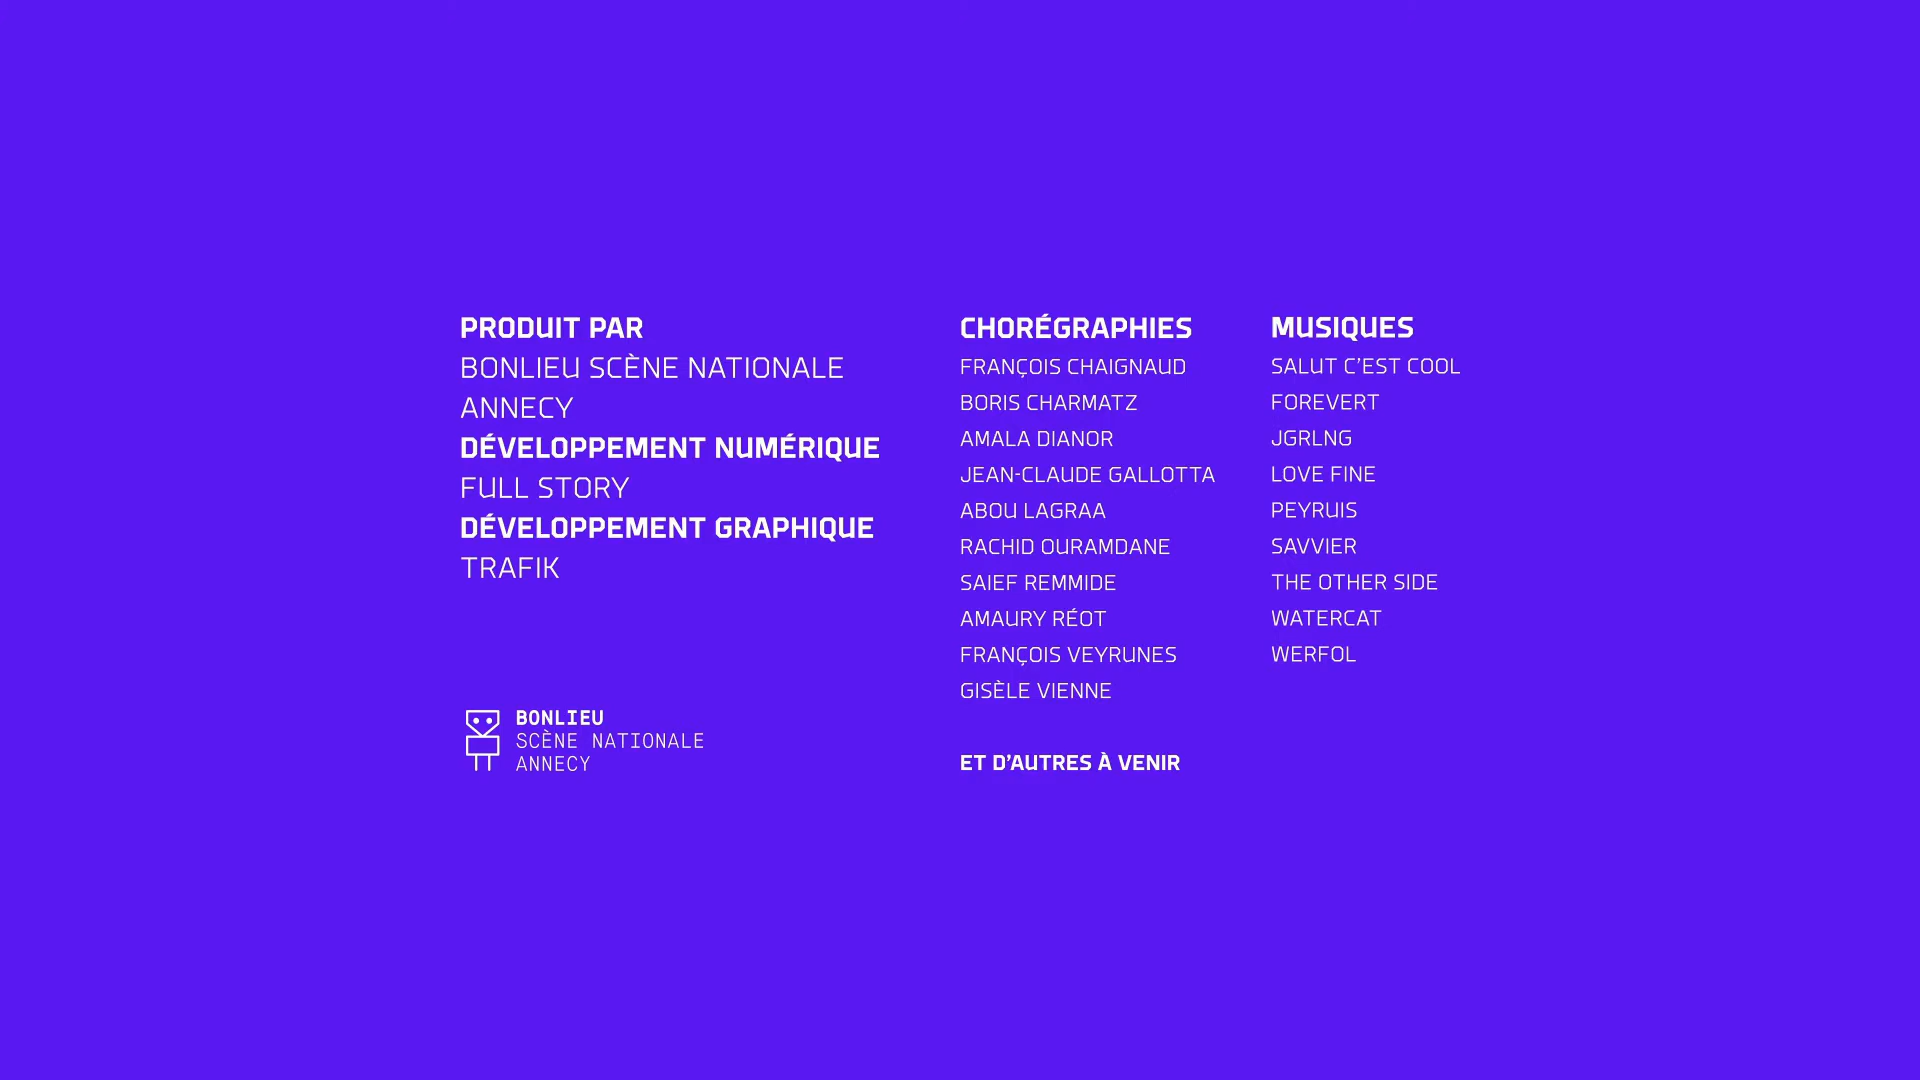 PRODUIT PAR
BONLIEU SCÈNE NATIONALE
ANNECY
DÉVELOPPEMENT NUMÉRIQUE
FULL STORY
DÉVELOPPEMENT GRAPHIQUE
TRAFIK
BONLIEU
SCÈNE NATIONALE
ANNECY
CHORÉGRAPHIES
FRANÇOIS CHAIGNAUD
BORIS CHARMATZ
AMALA DIANOR
JEAN-CLAUDE GALLOTTA
ABOU LAGRAA
RACHID OURAMDANE
SAIEF REMMIDE
AMAURY RÉOT
FRANÇOIS VEYRUNES
GISÈLE VIENNE
ET D’AUTRES À VENIR
MUSIQUES
SALUT C’EST COOL
FOREVERT
JGRLNG
LOVE FINE
PEYRUIS
SAVVIER
THE OTHER SIDE
WATERCAT
WERFOL